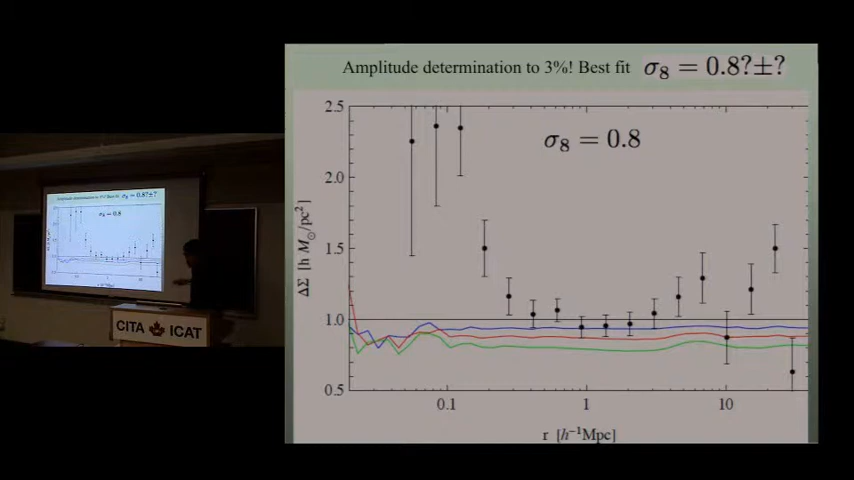 Amplitude determination to 3%! Best fit σ₈ = 0.8?±?
σ₈ = 0.8
2.5
2.0
1.5
1.0
0.5
ΔΣ [h M⊙/pc²]
0.1 1 10
r [h⁻¹Mpc]
CITA ICAT